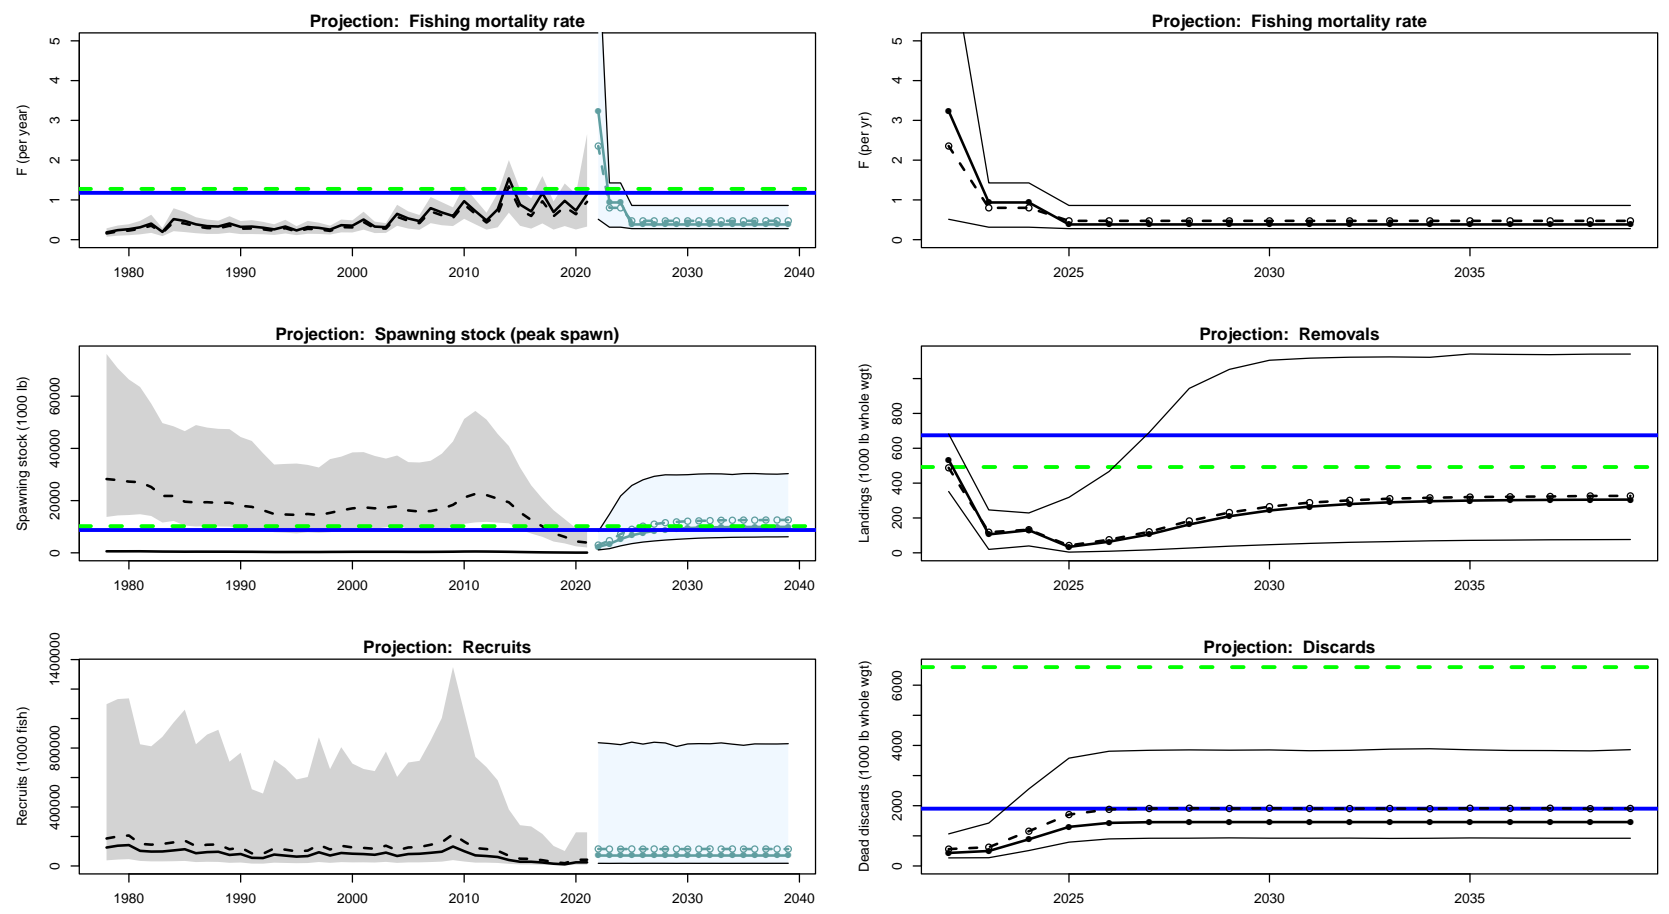 Projection: Fishing mortality rate
F (per year)
5
4
3
2
1
0
1980 1990 2000 2010 2020 2030 2040
Projection: Fishing mortality rate
F (per yr)
5
4
3
2
1
0
2025 2030 2035
Projection: Spawning stock (peak spawn)
Spawning stock (1000 lb)
60000
40000
20000
0
1980 1990 2000 2010 2020 2030 2040
Projection: Removals
Landings (1000 lb whole wgt)
800
600
400
200
0
2025 2030 2035
Projection: Recruits
Recruits (1000 fish)
1400000
800000
400000
0
1980 1990 2000 2010 2020 2030 2040
Projection: Discards
Dead discards (1000 lb whole wgt)
6000
4000
2000
0
2025 2030 2035